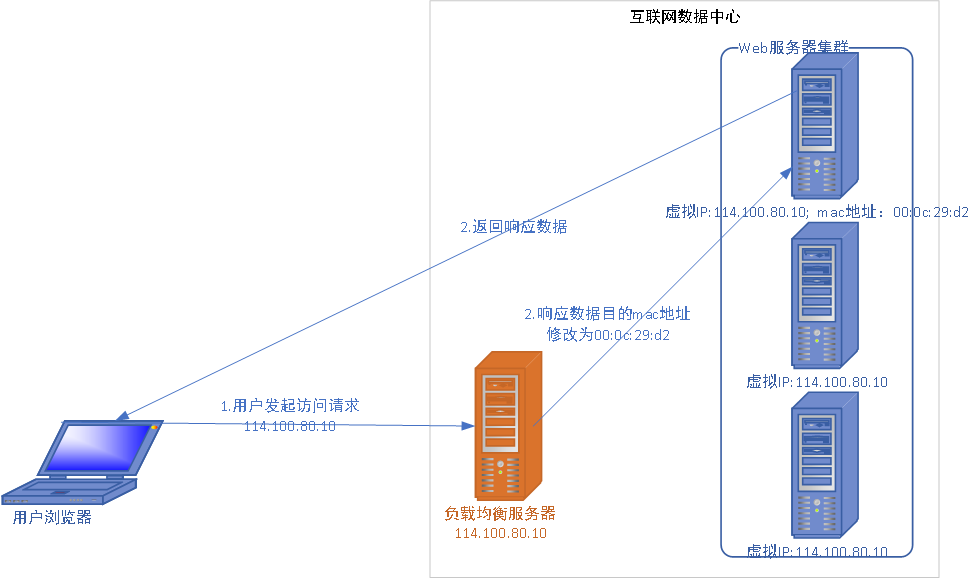 互联网数据中心
Web服务器集群
虚拟IP:114.100.80.10; mac地址：00:0c:29:d2
2.返回响应数据
2.响应数据目的mac地址
修改为00:0c:29:d2
虚拟IP:114.100.80.10
1.用户发起访问请求
114.100.80.10
用户浏览器
负载均衡服务器
114.100.80.10
虚拟IP:114.100.80.10